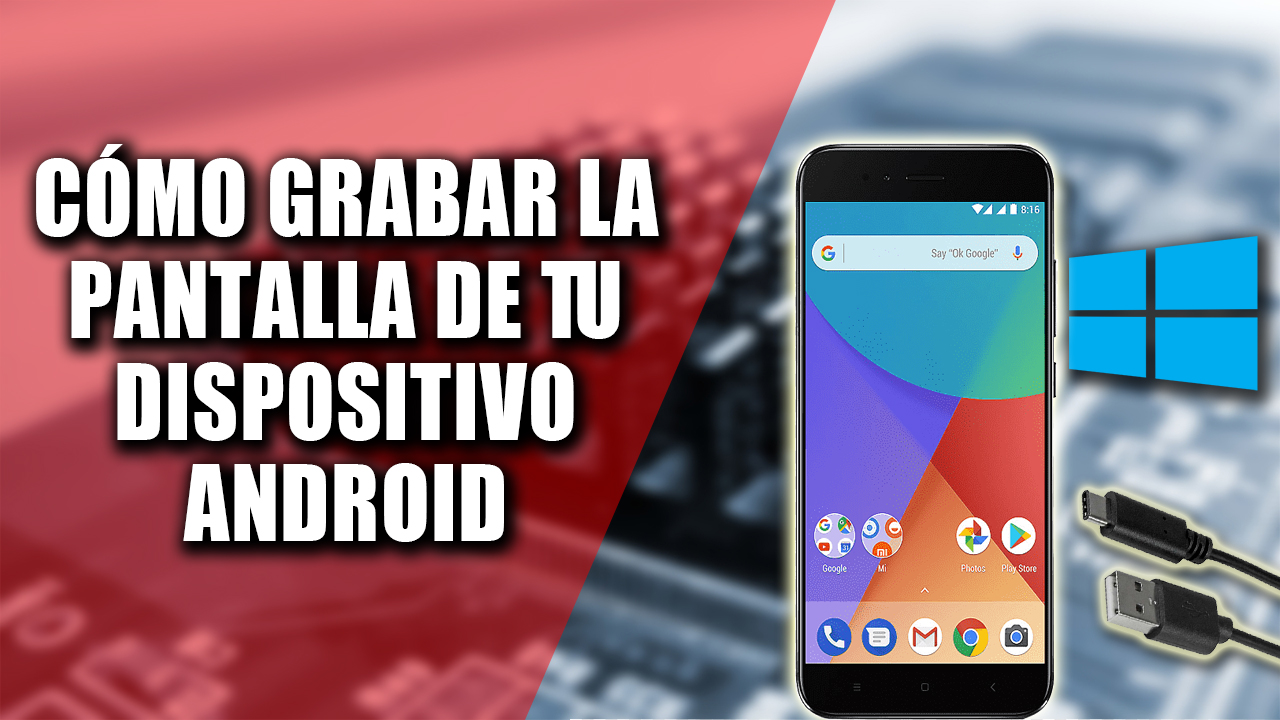 CÓMO GRABAR LA
PANTALLA DE TU
DISPOSITIVO
ANDROID
8:16
G Say "Ok Google"
Google Mi Photos Play Store